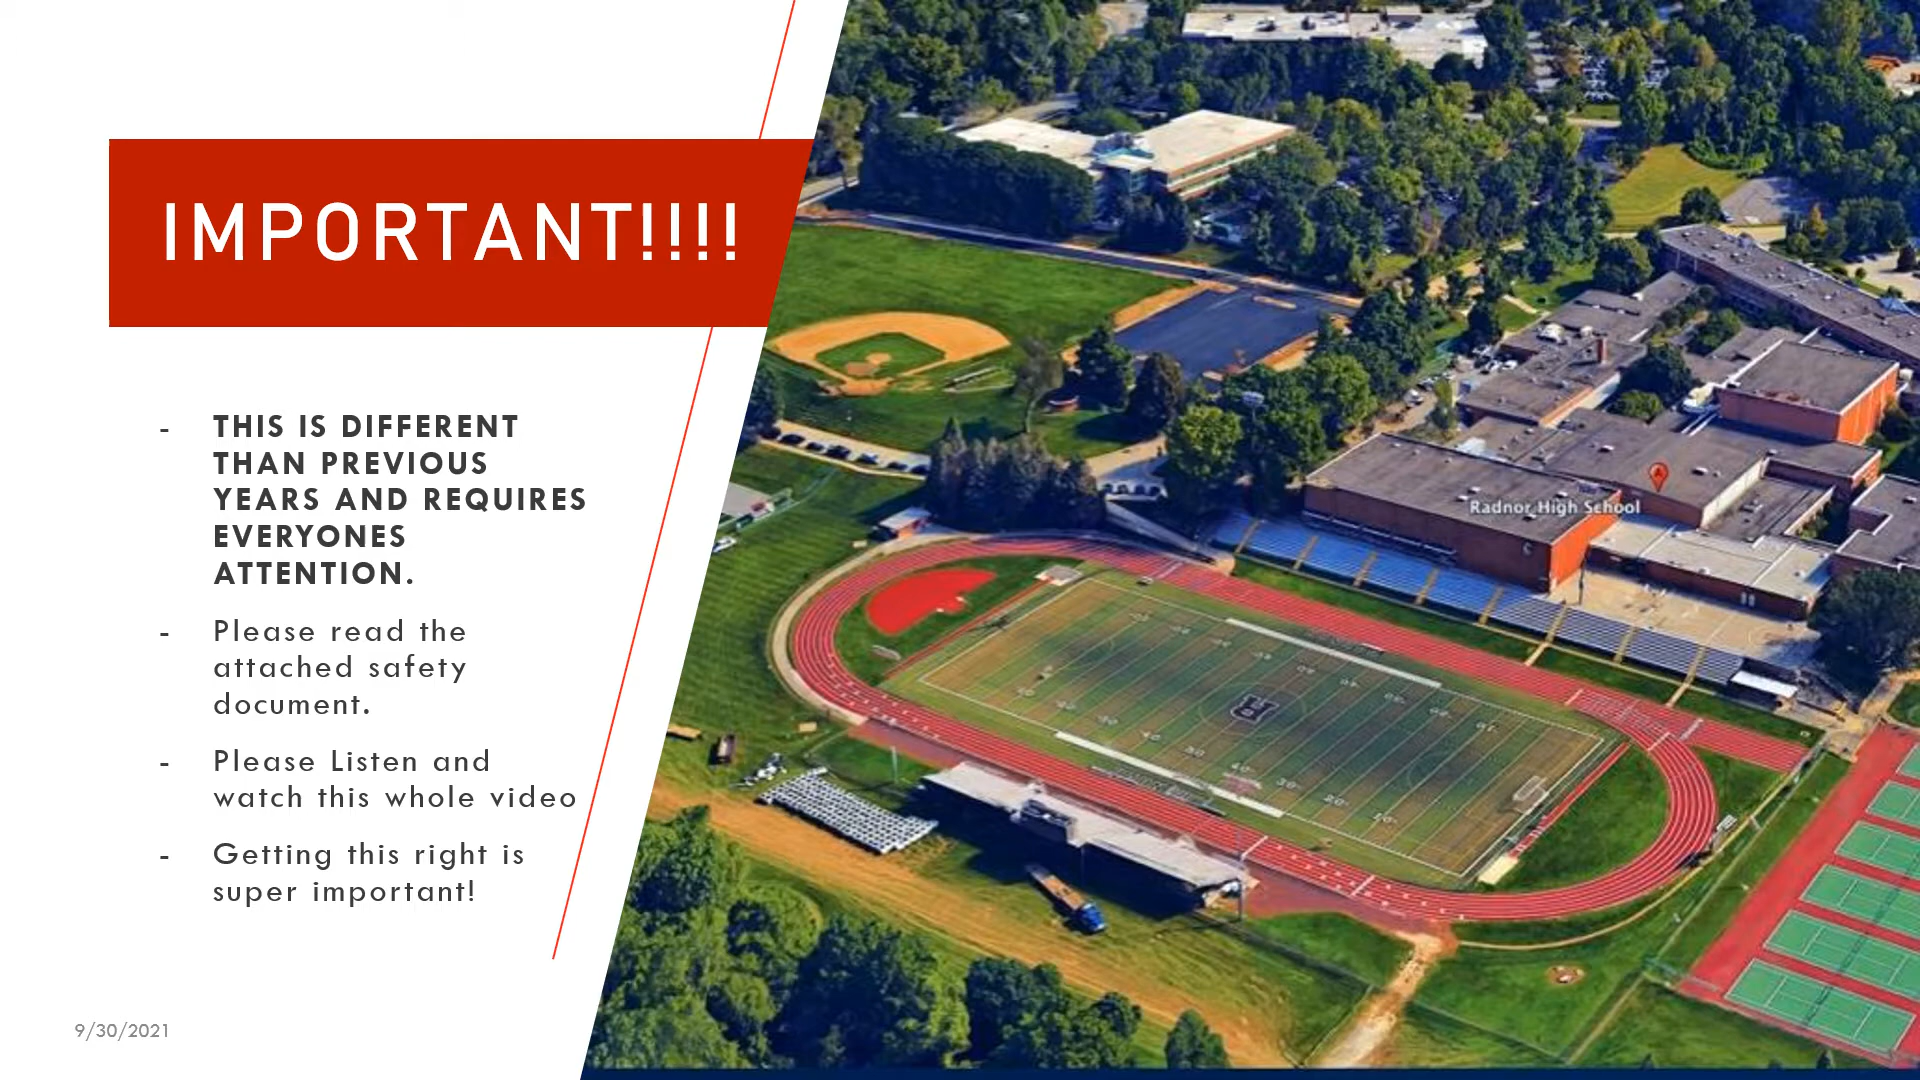 IMPORTANT!!!!
- THIS IS DIFFERENT
THAN PREVIOUS
YEARS AND REQUIRES
EVERYONES
ATTENTION.
- Please read the
attached safety
document.
- Please Listen and
watch this whole video
- Getting this right is
super important!
9/30/2021
Radnor High School
R